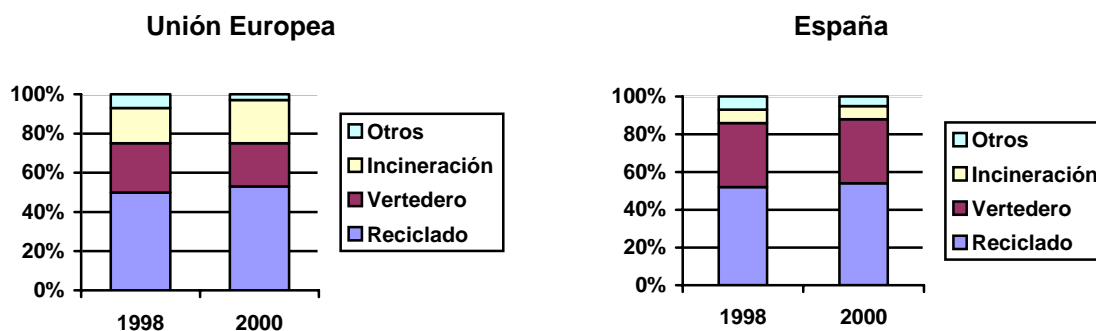 Unión Europea
100%
80%
60%
40%
20%
0%
1998 2000
Otros
Incineración
Vertedero
Reciclado
España
100%
80%
60%
40%
20%
0%
1998 2000
Otros
Incineración
Vertedero
Reciclado